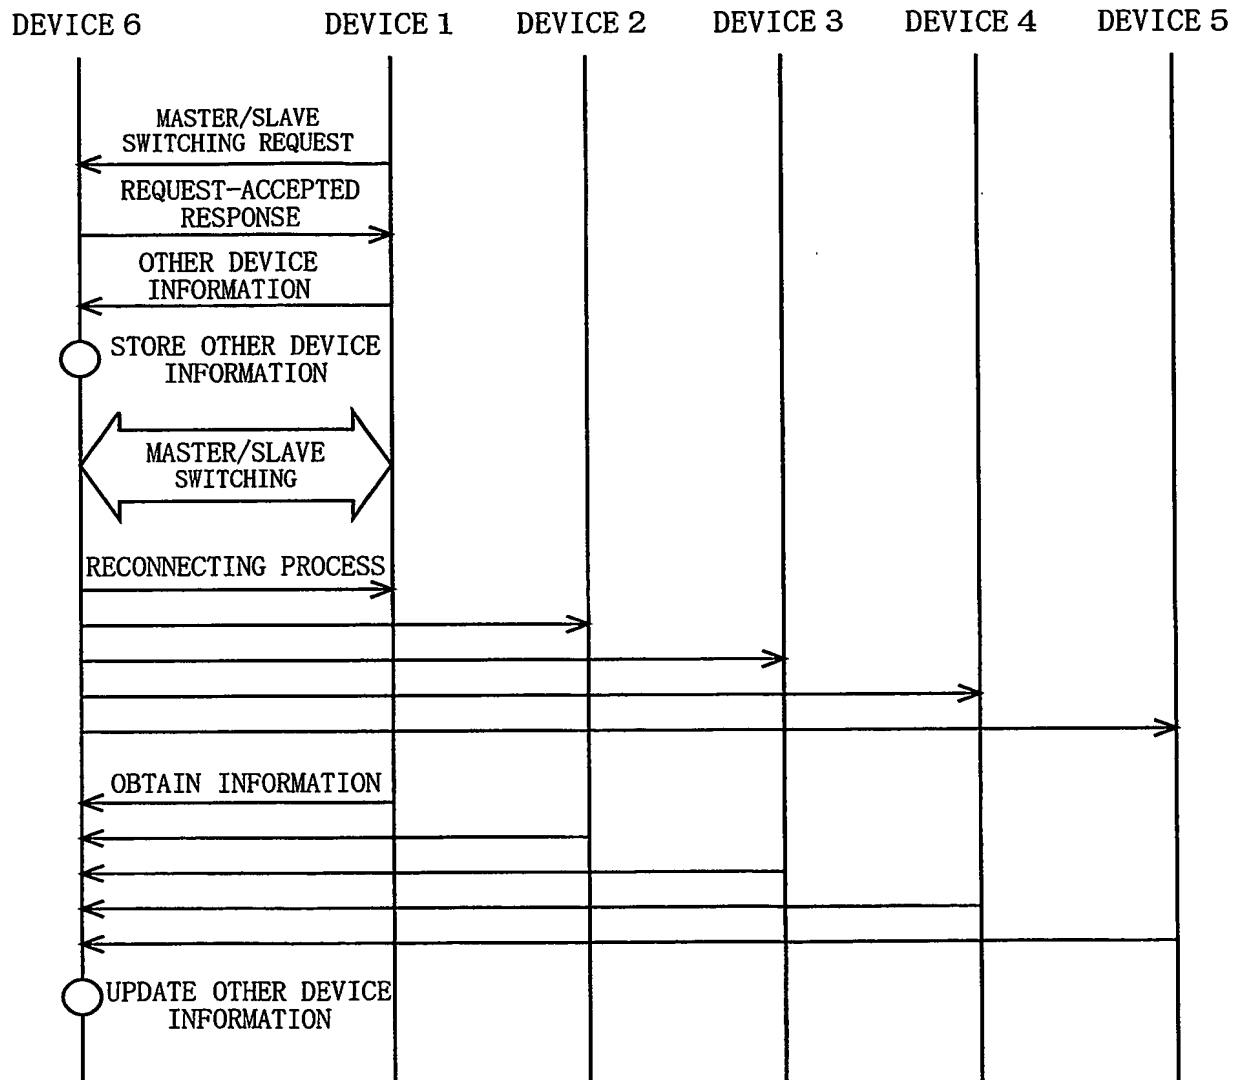 DEVICE 6 DEVICE 1 DEVICE 2 DEVICE 3 DEVICE 4 DEVICE 5
MASTER/SLAVE
SWITCHING REQUEST
REQUEST-ACCEPTED
RESPONSE
OTHER DEVICE
INFORMATION
STORE OTHER DEVICE
INFORMATION
MASTER/SLAVE
SWITCHING
RECONNECTING PROCESS
OBTAIN INFORMATION
UPDATE OTHER DEVICE
INFORMATION